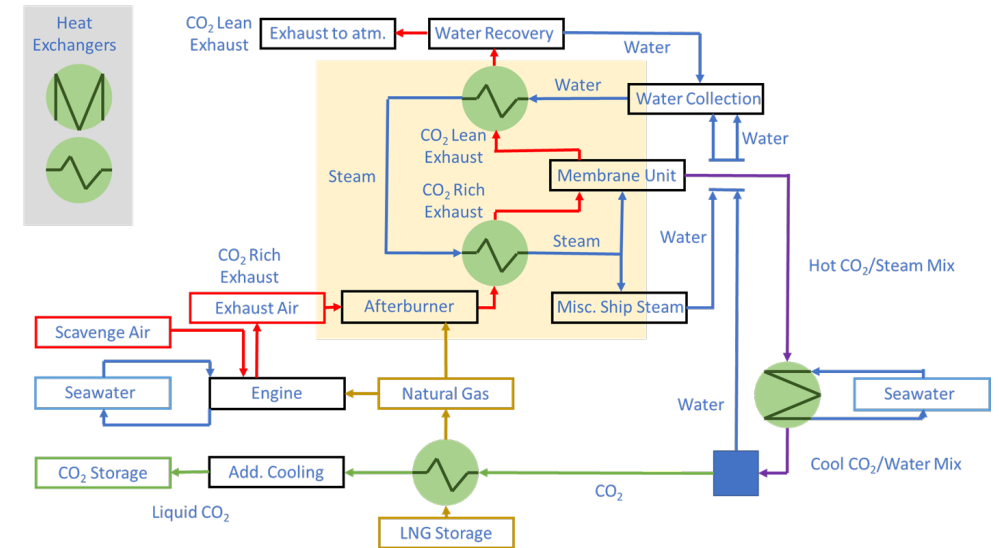 Heat
Exchangers
CO2 Lean
Exhaust
Exhaust to atm.
Water Recovery
Water
Water
Water Collection
Water
CO2 Lean
Exhaust
Steam
CO2 Rich
Exhaust
Membrane Unit
Steam
Water
CO2 Rich
Exhaust
Hot CO2/Steam Mix
Exhaust Air
Afterburner
Misc. Ship Steam
Scavenge Air
Seawater
Engine
Natural Gas
Water
Seawater
CO2 Storage
Add. Cooling
Cool CO2/Water Mix
CO2
Liquid CO2
LNG Storage